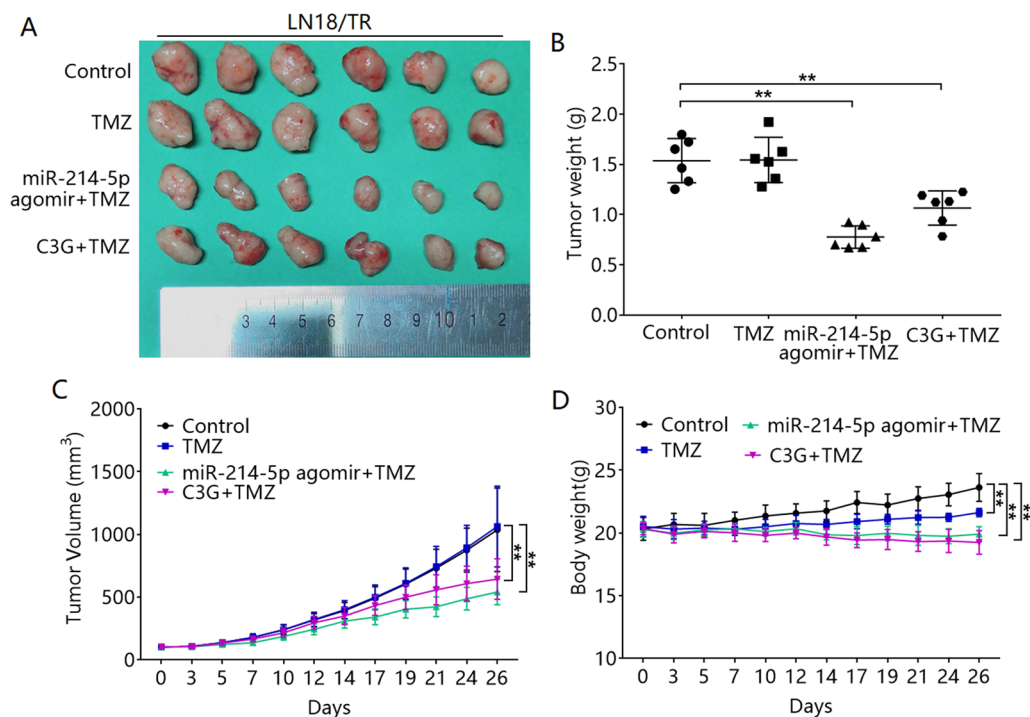 A
LN18/TR
Control
TMZ
miR-214-5p
agomir+TMZ
C3G+TMZ
3 4 5 6 7 8 9 10 1 2
B
Tumor weight (g)
2.5
2.0
1.5
1.0
0.5
0.0
**
**
Control
TMZ
miR-214-5p
agomir+TMZ
C3G+TMZ
C
Tumor Volume (mm³)
2000
1500
1000
500
0
Control
TMZ
miR-214-5p agomir+TMZ
C3G+TMZ
**
**
0 3 5 7 10 12 14 17 19 21 24 26
Days
D
Body weight(g)
30
25
20
15
10
Control
TMZ
miR-214-5p agomir+TMZ
C3G+TMZ
**
***
**
0 3 5 7 10 12 14 17 19 21 24 26
Days